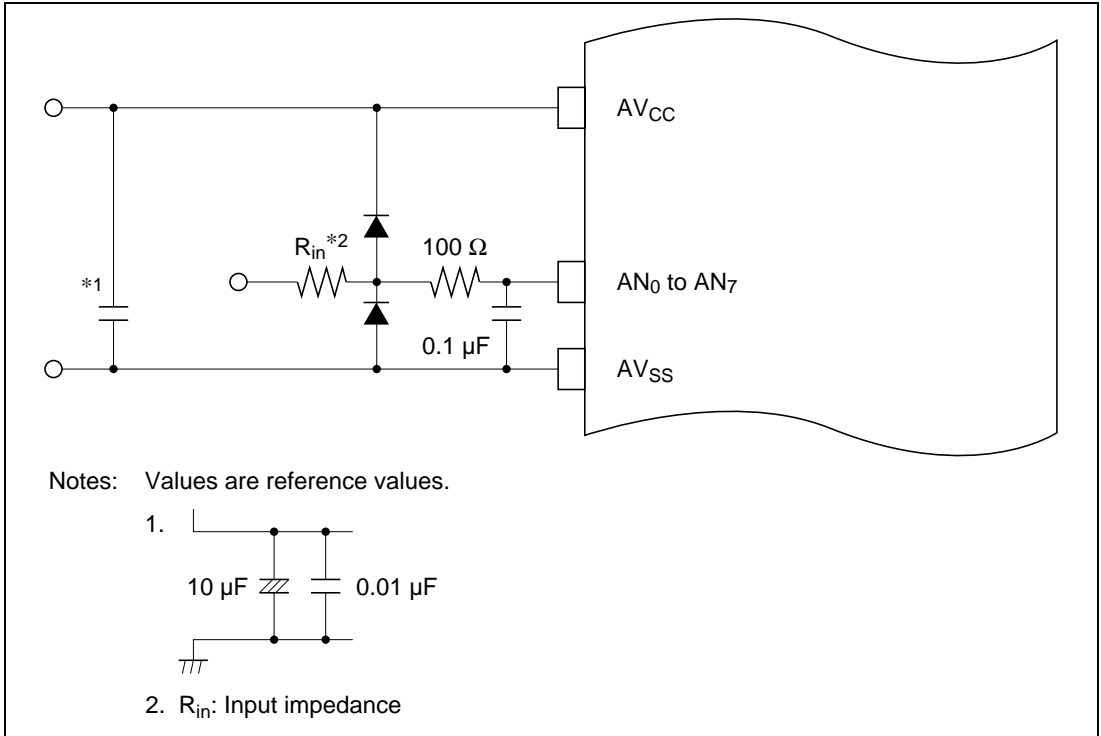 AVCC
Rin*2
100 Ω
*1
AN0 to AN7
0.1 µF
AVSS
Notes: Values are reference values.
1.
10 µF 0.01 µF
2. Rin: Input impedance